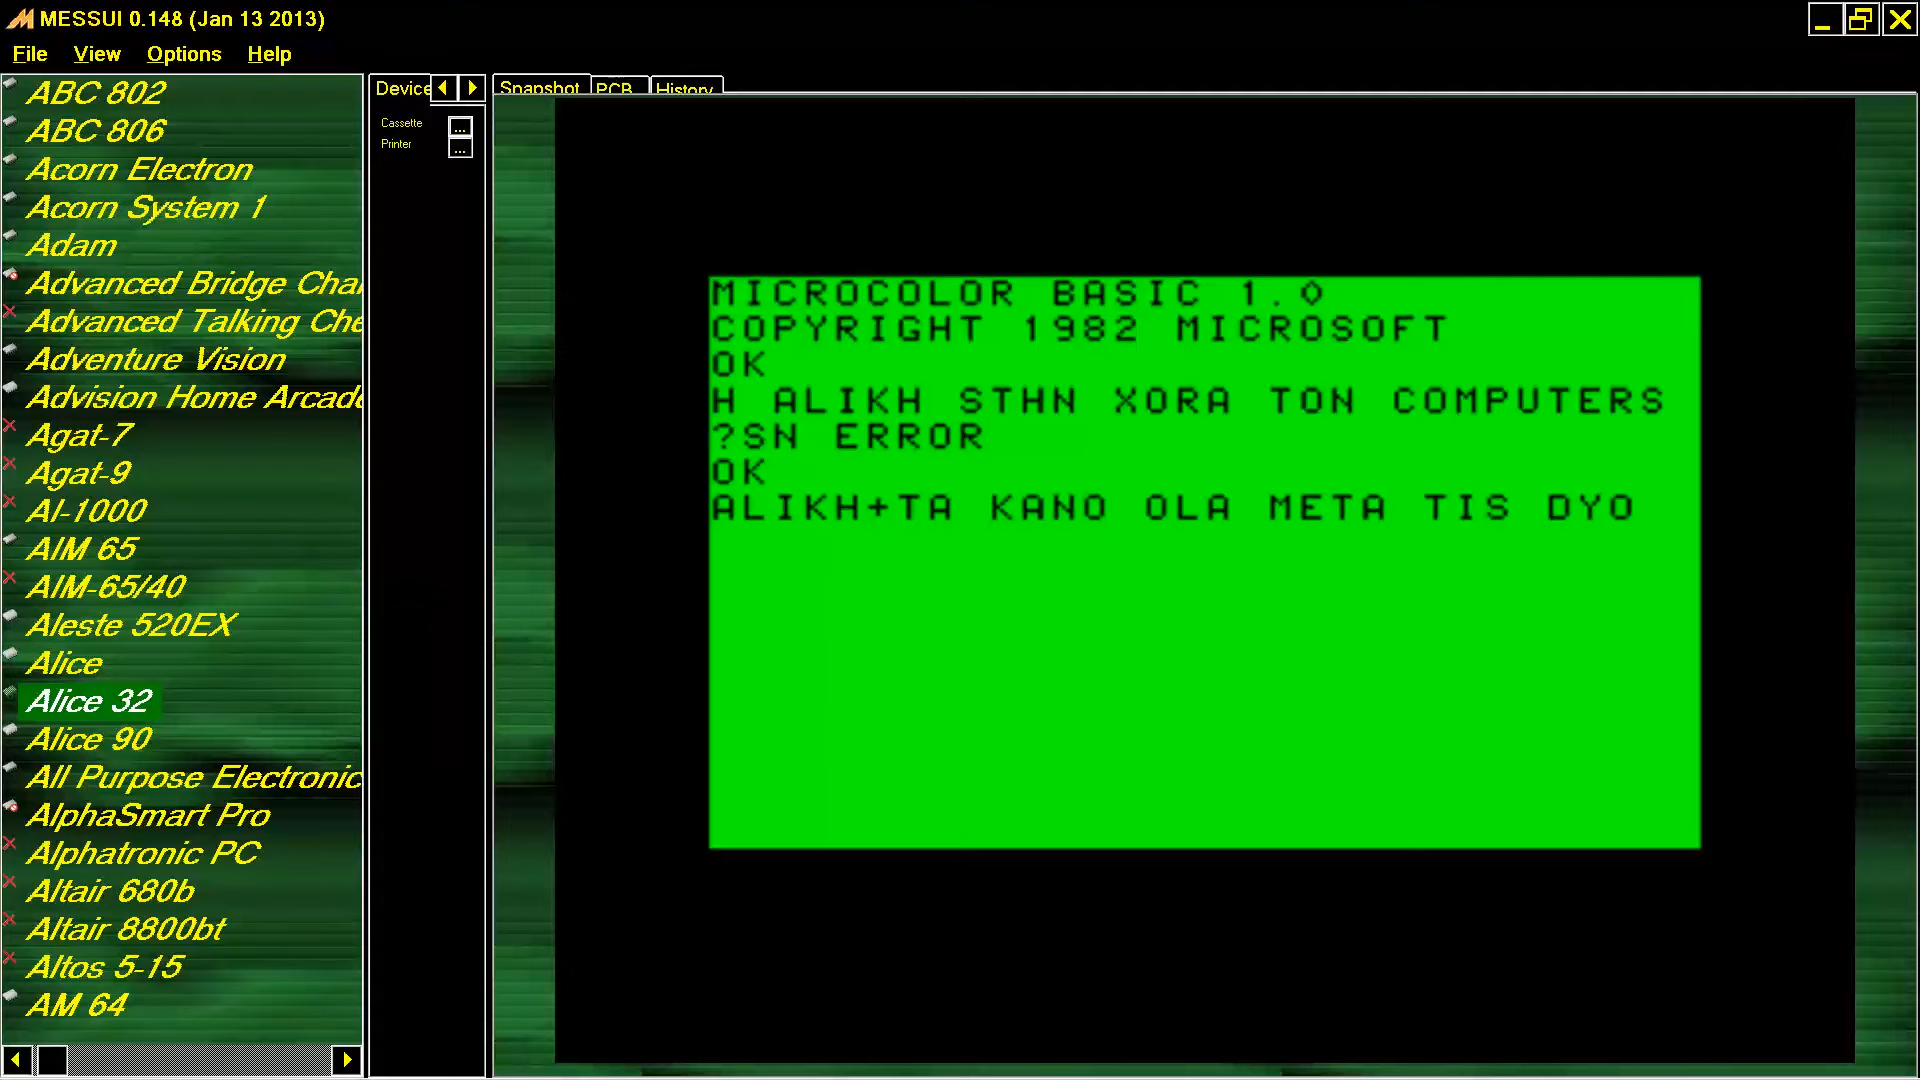 MESSUI 0.148 (Jan 13 2013)
File View Options Help
ABC 802
ABC 806
Acorn Electron
Acorn System 1
Adam
Advanced Bridge Chal
Advanced Talking Che
Adventure Vision
Advision Home Arcade
Agat-7
Agat-9
AI-1000
AIM 65
AIM-65/40
Aleste 520EX
Alice
Alice 32
Alice 90
All Purpose Electronic
AlphaSmart Pro
Alphatronic PC
Altair 680b
Altair 8800bt
Altos 5-15
AM 64
Device
Cassette ...
Printer ...
Snapshot PCB History
MICROCOLOR BASIC 1.0
COPYRIGHT 1982 MICROSOFT
OK
H ALIKH STHN XORA TON COMPUTERS
?SN ERROR
OK
ALIKH+TA KANO OLA META TIS DYO